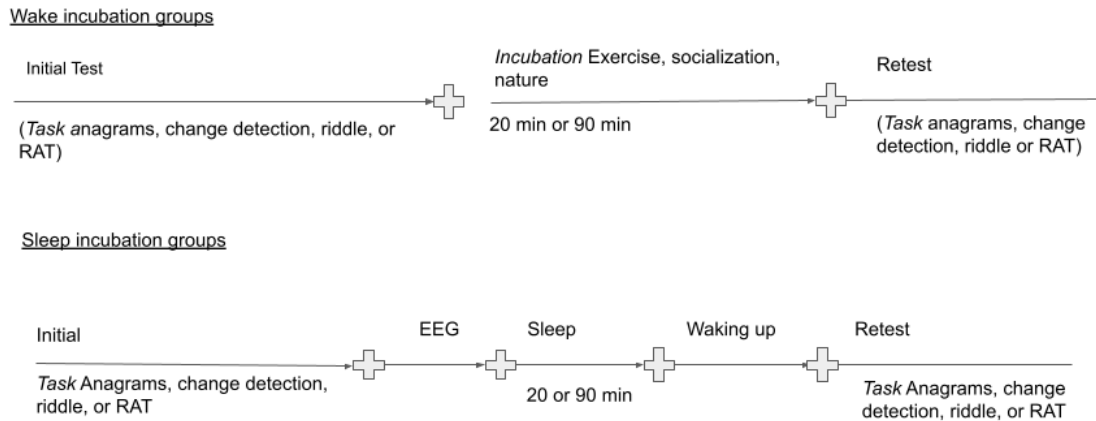 Wake incubation groups
Initial Test
Incubation Exercise, socialization,
nature
Retest
(Task anagrams, change detection, riddle, or
RAT)
20 min or 90 min
(Task anagrams, change
detection, riddle or RAT)
Sleep incubation groups
Initial
EEG
Sleep
Waking up
Retest
Task Anagrams, change detection,
riddle, or RAT
20 or 90 min
Task Anagrams, change
detection, riddle, or RAT